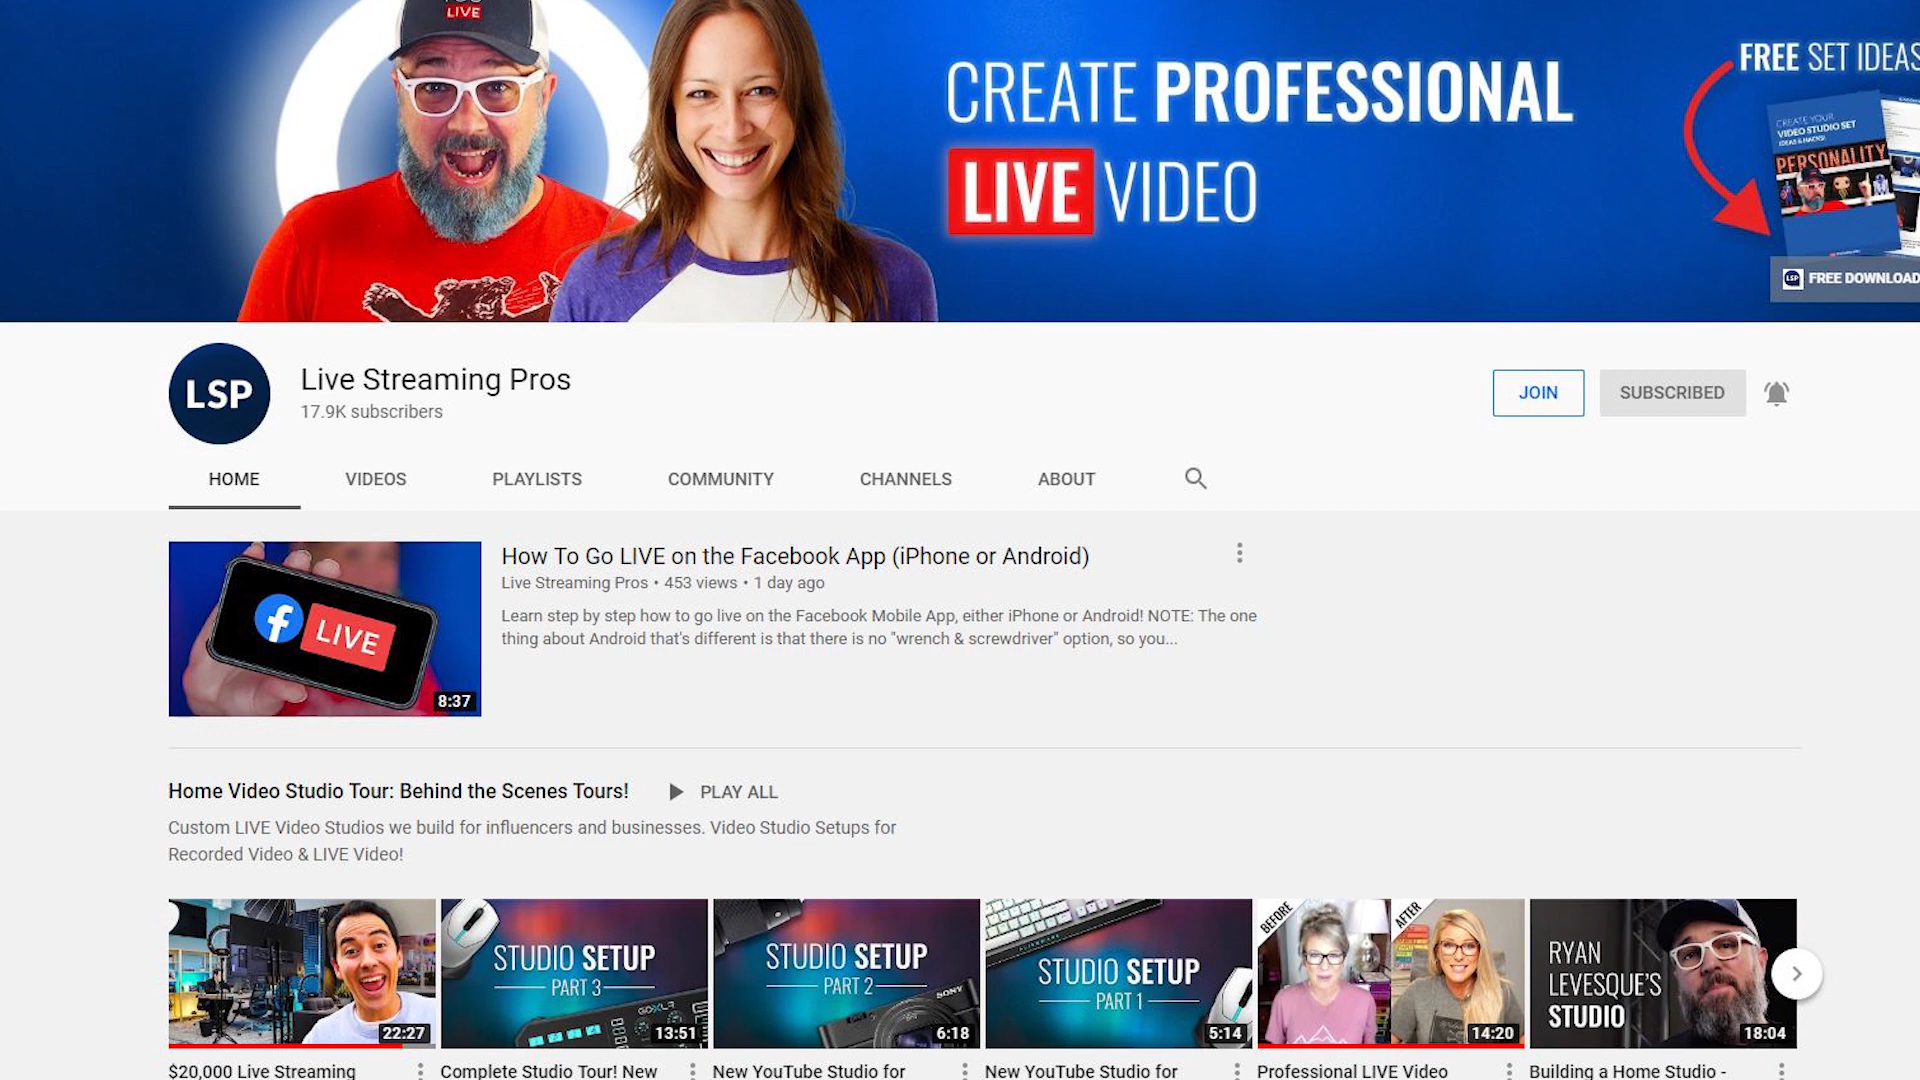 LIVE
CREATE PROFESSIONAL
LIVE VIDEO
FREE SET IDEAS
CREATE YOUR
VIDEO STUDIO SET
IDEAS & HACKS!
PERSONALITY
LSP FREE DOWNLOAD
LSP
Live Streaming Pros
17.9K subscribers
JOIN
SUBSCRIBED
HOME
VIDEOS
PLAYLISTS
COMMUNITY
CHANNELS
ABOUT
f LIVE
8:37
How To Go LIVE on the Facebook App (iPhone or Android)
Live Streaming Pros • 453 views • 1 day ago
Learn step by step how to go live on the Facebook Mobile App, either iPhone or Android! NOTE: The one
thing about Android that's different is that there is no "wrench & screwdriver" option, so you...
Home Video Studio Tour: Behind the Scenes Tours!
PLAY ALL
Custom LIVE Video Studios we build for influencers and businesses. Video Studio Setups for
Recorded Video & LIVE Video!
22:27
STUDIO SETUP
PART 3
GOXLR
13:51
STUDIO SETUP
PART 2
SONY
6:18
ALIENWARE
STUDIO SETUP
PART 1
5:14
BEFORE
AFTER
14:20
RYAN
LEVESQUE'S
STUDIO
18:04
$20,000 Live Streaming
Complete Studio Tour! New
New YouTube Studio for
New YouTube Studio for
Professional LIVE Video
Building a Home Studio -